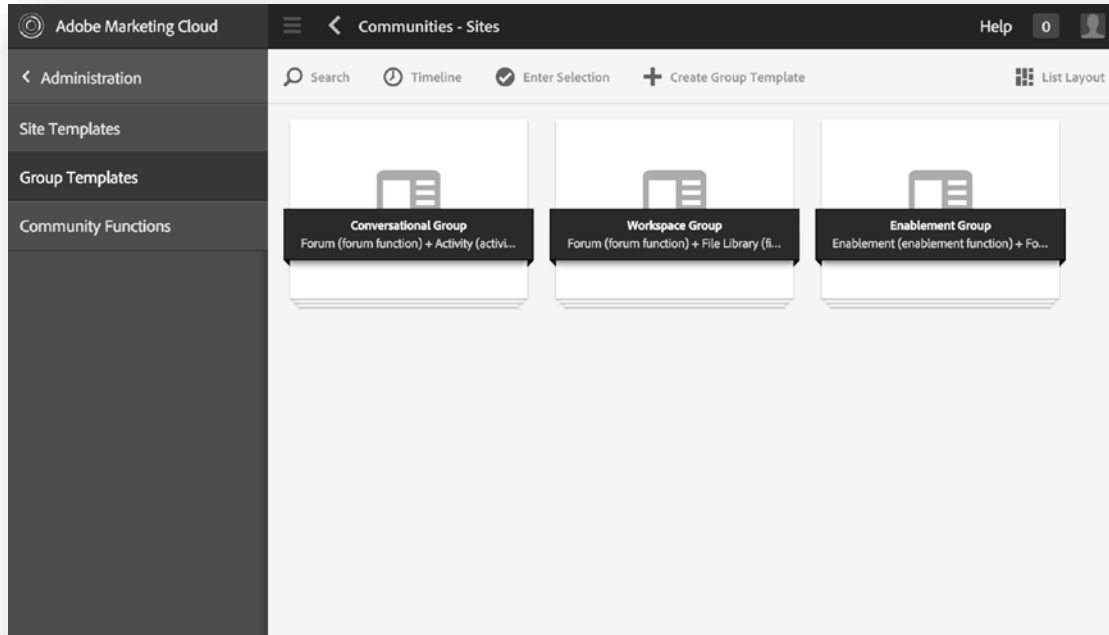 Adobe Marketing Cloud
Communities - Sites
Help
0
Administration
Search
Timeline
Enter Selection
Create Group Template
List Layout
Site Templates
Group Templates
Community Functions
Conversational Group
Forum (forum function) + Activity (activi...
Workspace Group
Forum (forum function) + File Library (fi...
Enablement Group
Enablement (enablement function) + Fo...